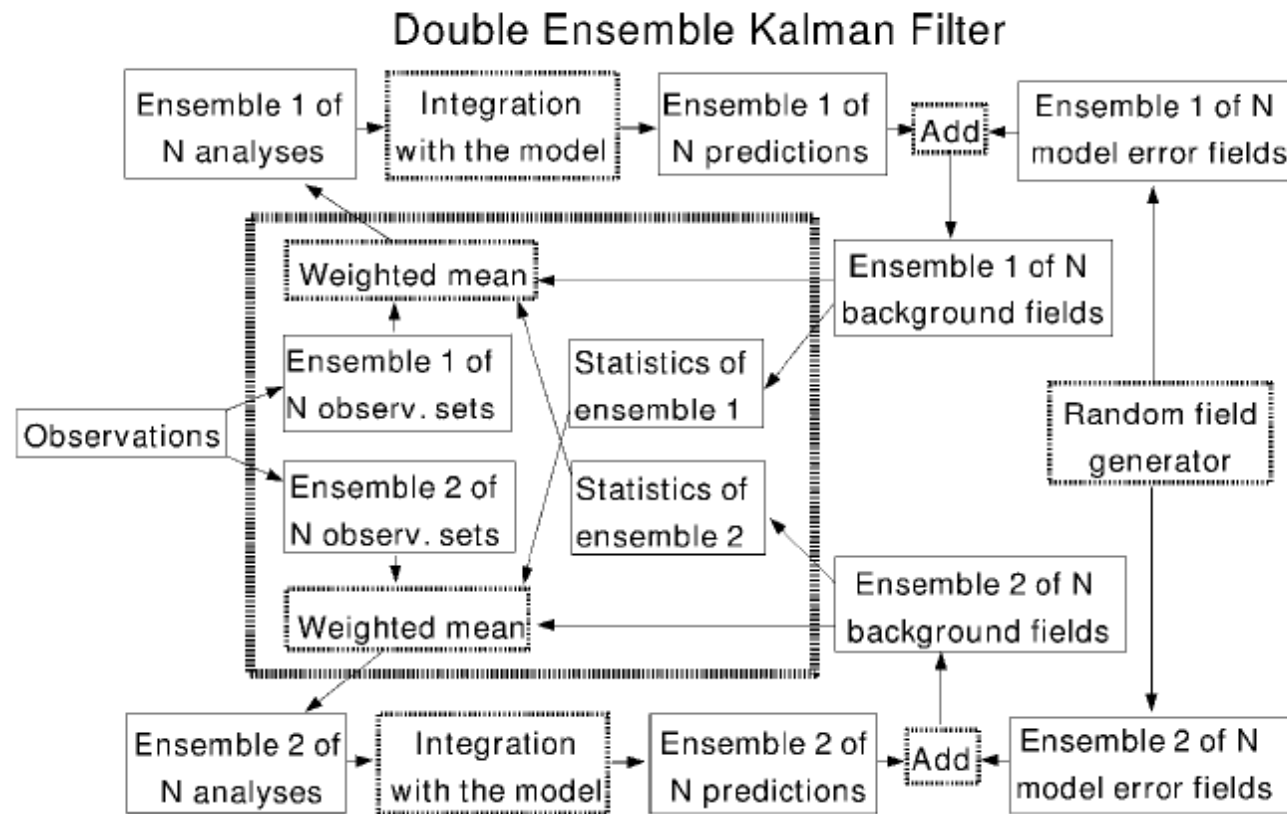 Double Ensemble Kalman Filter
Ensemble 1 of
N analyses
Integration
with the model
Ensemble 1 of
N predictions
Add
Ensemble 1 of N
model error fields
Weighted mean
Ensemble 1 of N
background fields
Ensemble 1 of
N observ. sets
Statistics of
ensemble 1
Observations
Random field
generator
Ensemble 2 of
N observ. sets
Statistics of
ensemble 2
Weighted mean
Ensemble 2 of N
background fields
Ensemble 2 of
N analyses
Integration
with the model
Ensemble 2 of
N predictions
Add
Ensemble 2 of N
model error fields